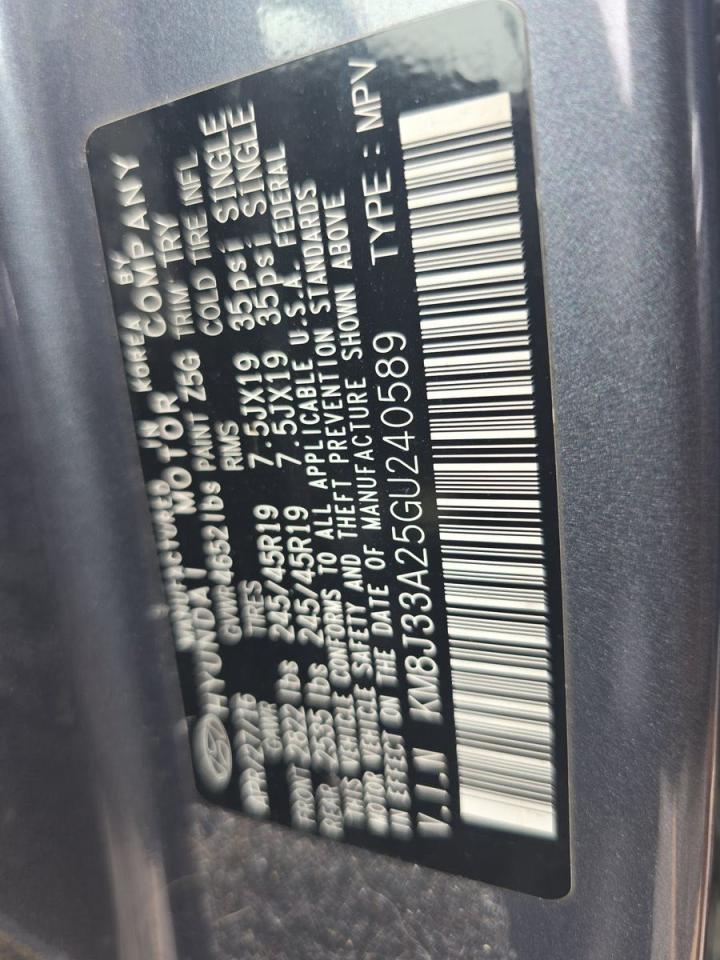 MANUFACTURED IN KOREA BY
HYUNDAI MOTOR COMPANY
APR/22/16 GVWR 4652 lbs PAINT Z5G TRIM: TRY
GAWR TIRES RIMS COLD TIRE INFL
FRONT 2822 lbs 245/45R19 7.5JX19 35psi SINGLE
REAR 2535 lbs 245/45R19 7.5JX19 35psi SINGLE
THIS VEHICLE CONFORMS TO ALL APPLICABLE U.S.A. FEDERAL
MOTOR VEHICLE SAFETY AND THEFT PREVENTION STANDARDS
IN EFFECT ON THE DATE OF MANUFACTURE SHOWN ABOVE
V.I.N KM8J33A25GU240589 TYPE : MPV